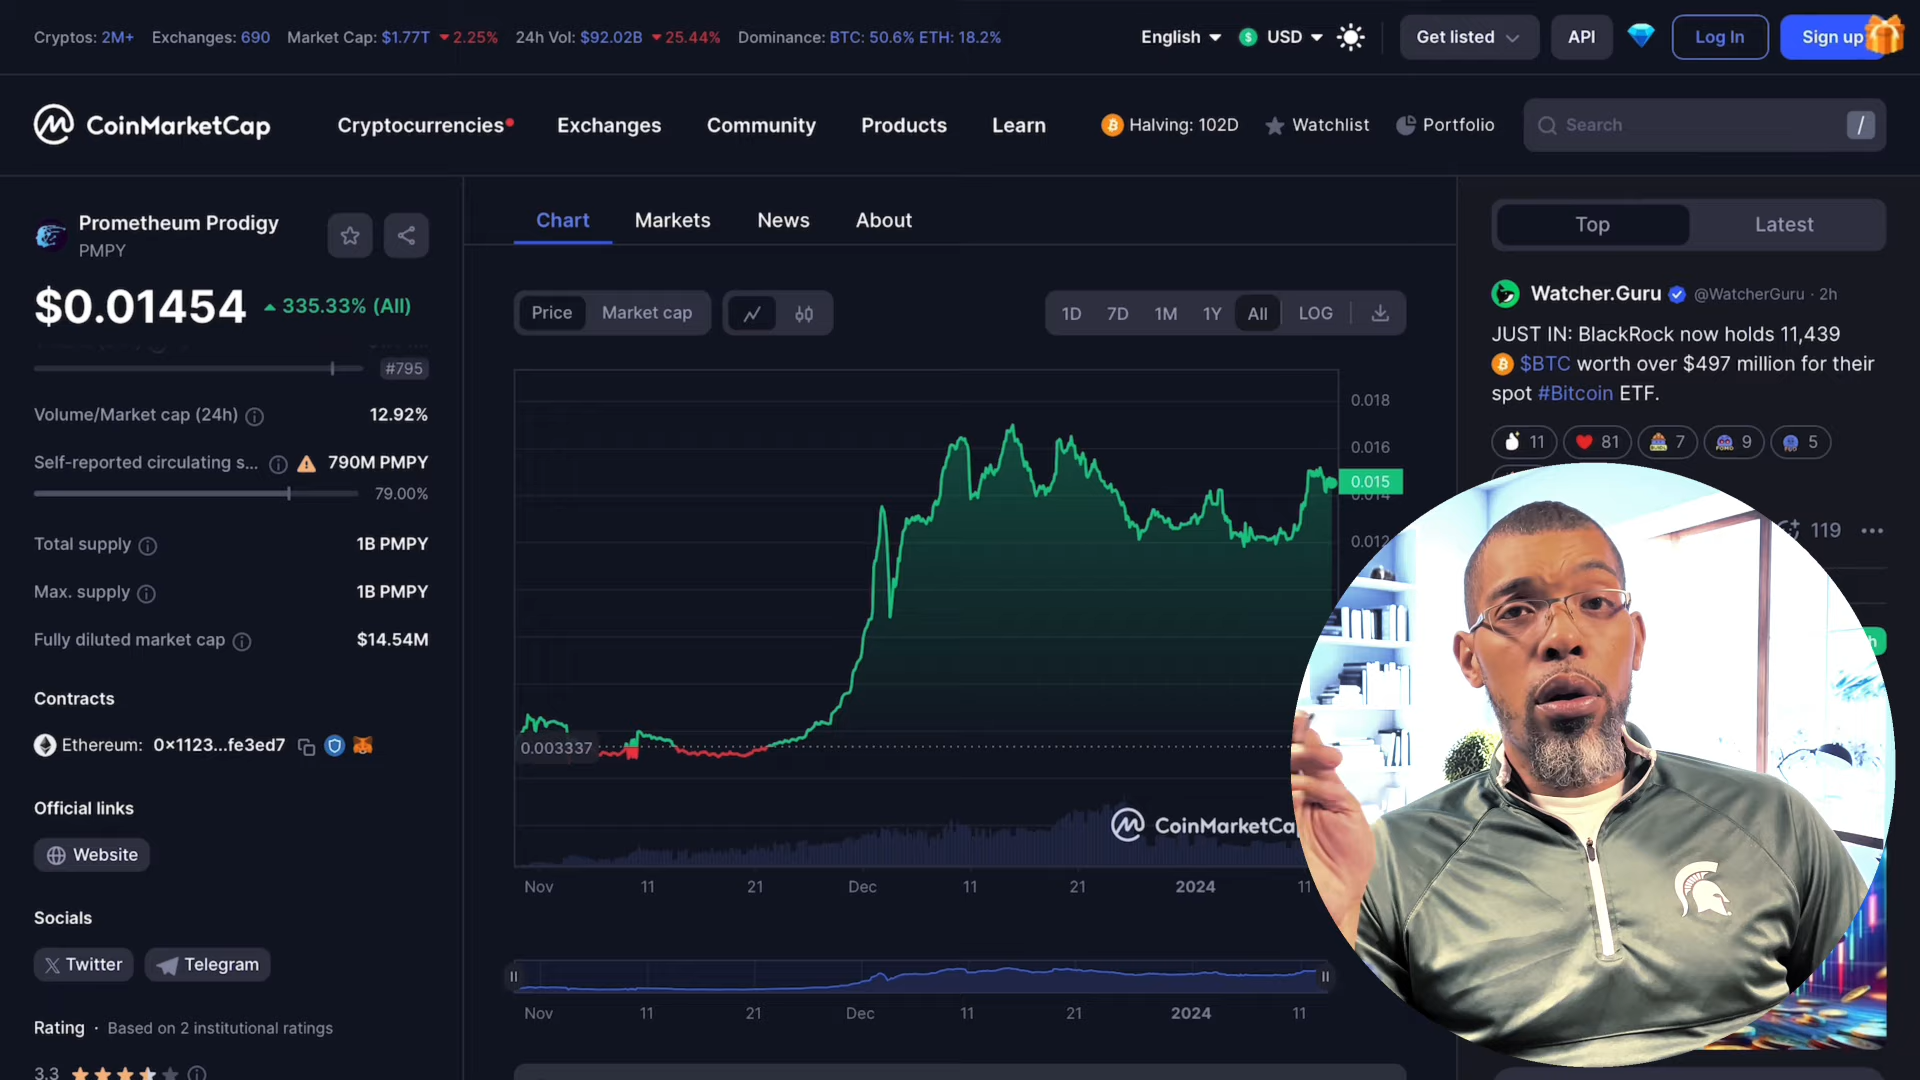 Cryptos: 2M+ Exchanges: 690 Market Cap: $1.77T 2.25% 24h Vol: $92.02B 25.44% Dominance: BTC: 50.6% ETH: 18.2%
English USD Get listed API Log In Sign up
CoinMarketCap Cryptocurrencies Exchanges Community Products Learn Halving: 102D Watchlist Portfolio Search /
Prometheum Prodigy
PMPY
$0.01454 335.33% (All)
#795
Volume/Market cap (24h) 12.92%
Self-reported circulating s... 790M PMPY
79.00%
Total supply 1B PMPY
Max. supply 1B PMPY
Fully diluted market cap $14.54M
Contracts
Ethereum: 0x1123...fe3ed7
Official links
Website
Socials
Twitter Telegram
Rating · Based on 2 institutional ratings
3.3
Chart Markets News About
Price Market cap
1D 7D 1M 1Y All LOG
0.018
0.016
0.015
0.014
0.012
0.003337
CoinMarketCap
Nov 11 21 Dec 11 21 2024 11
Nov 11 21 Dec 11 21 2024 11
Top Latest
Watcher.Guru @WatcherGuru · 2h
JUST IN: BlackRock now holds 11,439
$BTC worth over $497 million for their
spot #Bitcoin ETF.
11 81 7 9 5
119